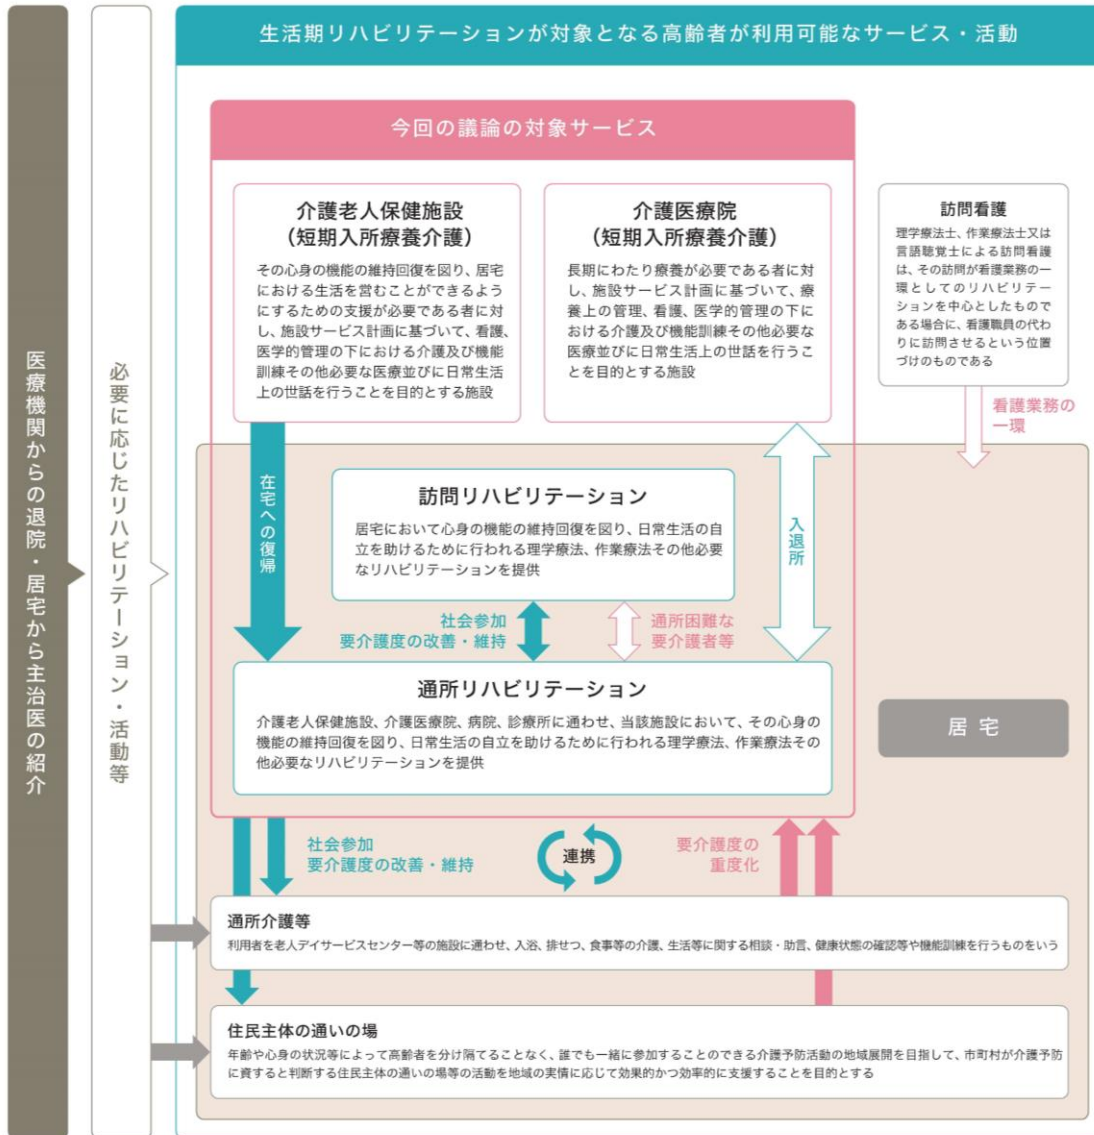 医療機関からの退院・居宅から主治医の紹介
必要に応じたリハビリテーション・活動等
生活期リハビリテーションが対象となる高齢者が利用可能なサービス・活動
今回の議論の対象サービス
介護老人保健施設
（短期入所療養介護）
その心身の機能の維持回復を図り、居宅
における生活を営むことができるよう
にするための支援が必要である者に対
し、施設サービス計画に基づいて、看護、
医学的管理の下における介護及び機能
訓練その他必要な医療並びに日常生活
上の世話を行うことを目的とする施設
介護医療院
（短期入所療養介護）
長期にわたり療養が必要である者に対
し、施設サービス計画に基づいて、療
養上の管理、看護、医学的管理の下に
おける介護及び機能訓練その他必要な
医療並びに日常生活上の世話を行うこ
とを目的とする施設
訪問看護
理学療法士、作業療法士又は
言語聴覚士による訪問看護
は、その訪問が看護業務の一
環としてのリハビリテー
ションを中心としたもので
ある場合に、看護職員の代わ
りに訪問させるという位置
づけのものである
看護業務の
一環
在宅への復帰
訪問リハビリテーション
居宅において心身の機能の維持回復を図り、日常生活の自
立を助けるために行われる理学療法、作業療法その他必要
なリハビリテーションを提供
入退所
社会参加
要介護度の改善・維持
通所困難な
要介護者等
通所リハビリテーション
介護老人保健施設、介護医療院、病院、診療所に通わせ、当該施設において、その心身の
機能の維持回復を図り、日常生活の自立を助けるために行われる理学療法、作業療法その
他必要なリハビリテーションを提供
居宅
社会参加
要介護度の改善・維持
連携
要介護度の
重度化
通所介護等
利用者を老人デイサービスセンター等の施設に通わせ、入浴、排せつ、食事等の介護、生活等に関する相談・助言、健康状態の確認等や機能訓練を行うものをいう
住民主体の通いの場
年齢や心身の状況等によって高齢者を分け隔てることなく、誰でも一緒に参加することのできる介護予防活動の地域展開を目指して、市町村が介護予防
に資すると判断する住民主体の通いの場等の活動を地域の実情に応じて効果的かつ効率的に支援することを目的とする